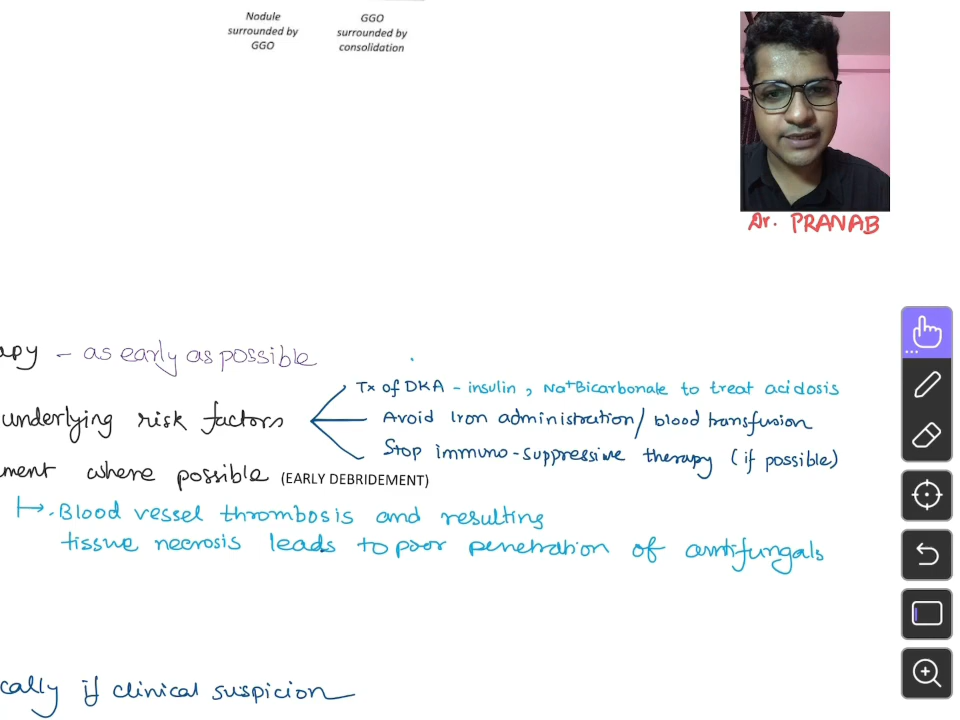 Nodule
surrounded by
GGO
GGO
surrounded by
consolidation
Dr. PRANAB
apy - as early as possible
Tx of DKA - insulin, Na+Bicarbonate to treat acidosis
underlying risk factors
Avoid Iron administration/ blood transfusion
Stop immuno-suppressive therapy (if possible)
ment where possible (EARLY DEBRIDEMENT)
Blood vessel thrombosis and resulting
tissue necrosis leads to poor penetration of antifungals
cally if clinical suspicion